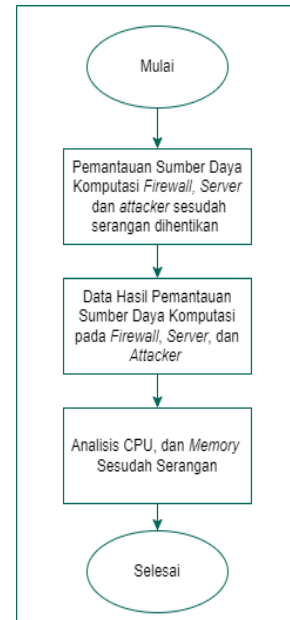 Mulai
Pemantauan Sumber Daya
Komputasi Firewall, Server
dan attacker sesudah
serangan dihentikan
Data Hasil Pemantauan
Sumber Daya Komputasi
pada Firewall, Server, dan
Attacker
Analisis CPU, dan Memory
Sesudah Serangan
Selesai